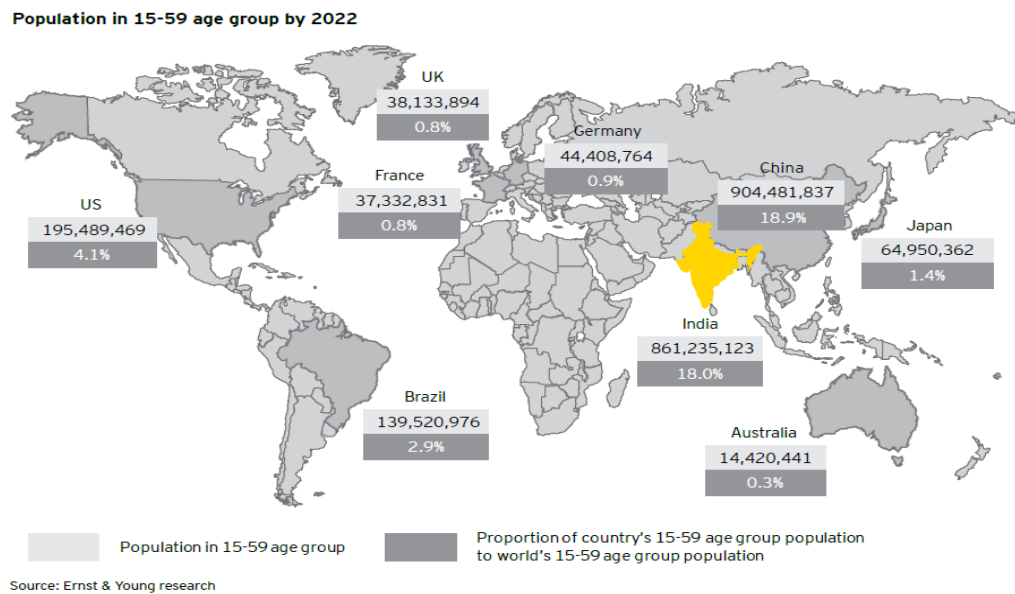 Population in 15-59 age group by 2022
UK
38,133,894
0.8%
Germany
44,408,764
0.9%
China
904,481,837
18.9%
France
37,332,831
0.8%
US
195,489,469
4.1%
Japan
64,950,362
1.4%
India
861,235,123
18.0%
Brazil
139,520,976
2.9%
Australia
14,420,441
0.3%
Population in 15-59 age group
Proportion of country's 15-59 age group population
to world's 15-59 age group population
Source: Ernst & Young research